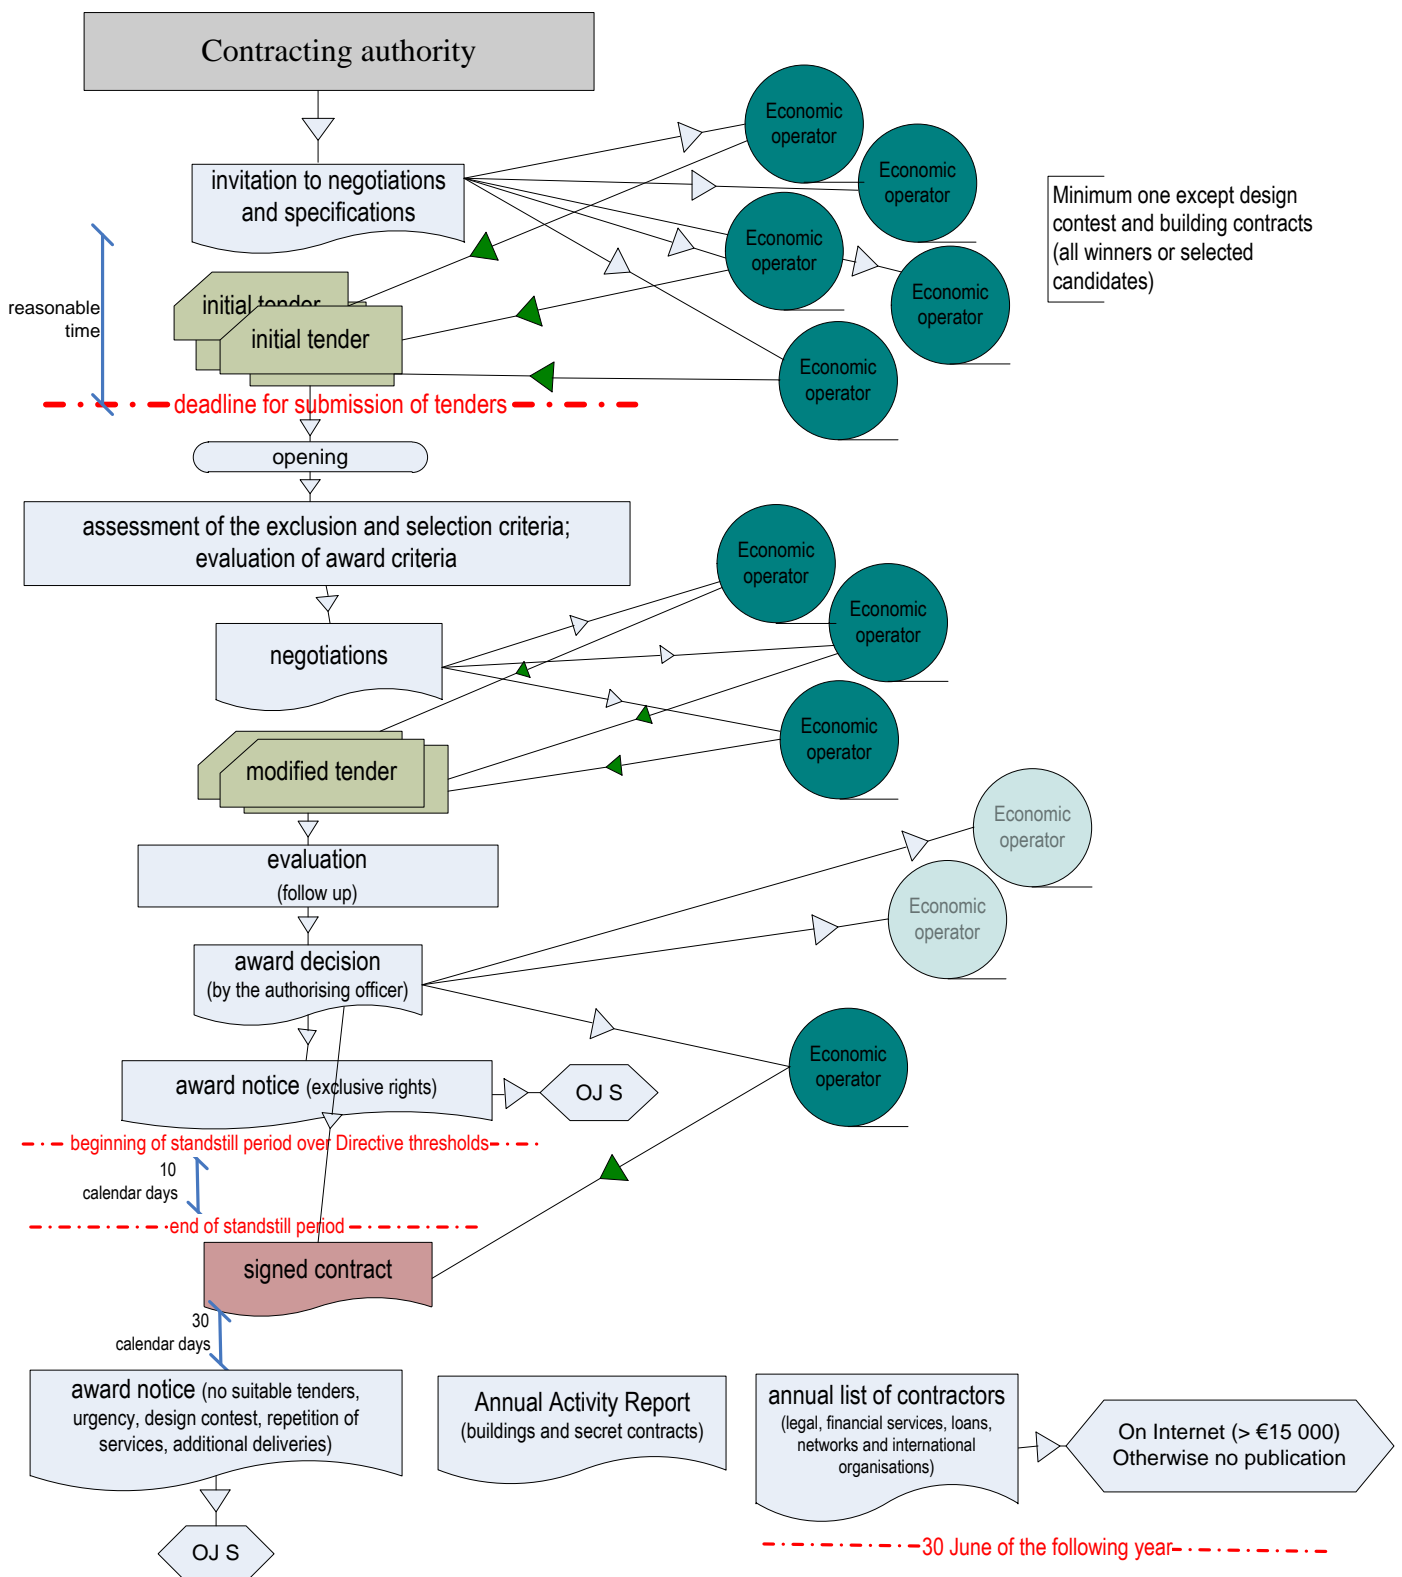 Contracting authority
Economic
operator
Economic
operator
invitation to negotiations
and specifications
Minimum one except design
contest and building contracts
(all winners or selected
candidates)
Economic
operator
Economic
operator
reasonable
time
initial tender
initial tender
Economic
operator
deadline for submission of tenders
opening
assessment of the exclusion and selection criteria;
evaluation of award criteria
Economic
operator
Economic
operator
negotiations
Economic
operator
modified tender
Economic
operator
evaluation
(follow up)
Economic
operator
award decision
(by the authorising officer)
Economic
operator
award notice (exclusive rights)
OJ S
beginning of standstill period over Directive thresholds
10
calendar days
end of standstill period
signed contract
30
calendar days
award notice (no suitable tenders,
urgency, design contest, repetition of
services, additional deliveries)
Annual Activity Report
(buildings and secret contracts)
annual list of contractors
(legal, financial services, loans,
networks and international
organisations)
On Internet (> €15 000)
Otherwise no publication
OJ S
30 June of the following year